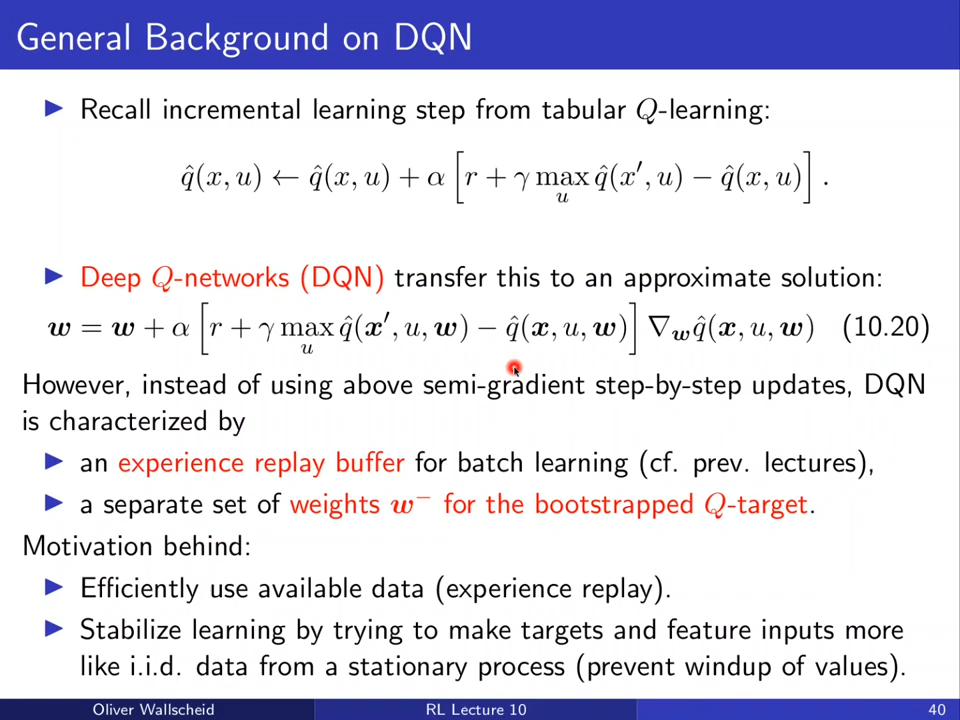 General Background on DQN
▶ Recall incremental learning step from tabular Q-learning:
q̂(x, u) ← q̂(x, u) + α [r + γ max_u q̂(x′, u) − q̂(x, u)] .
▶ Deep Q-networks (DQN) transfer this to an approximate solution:
w = w + α [r + γ max_u q̂(x′, u, w) − q̂(x, u, w)] ∇_w q̂(x, u, w) (10.20)
However, instead of using above semi-gradient step-by-step updates, DQN
is characterized by
▶ an experience replay buffer for batch learning (cf. prev. lectures),
▶ a separate set of weights w⁻ for the bootstrapped Q-target.
Motivation behind:
▶ Efficiently use available data (experience replay).
▶ Stabilize learning by trying to make targets and feature inputs more
like i.i.d. data from a stationary process (prevent windup of values).
Oliver Wallscheid RL Lecture 10 40